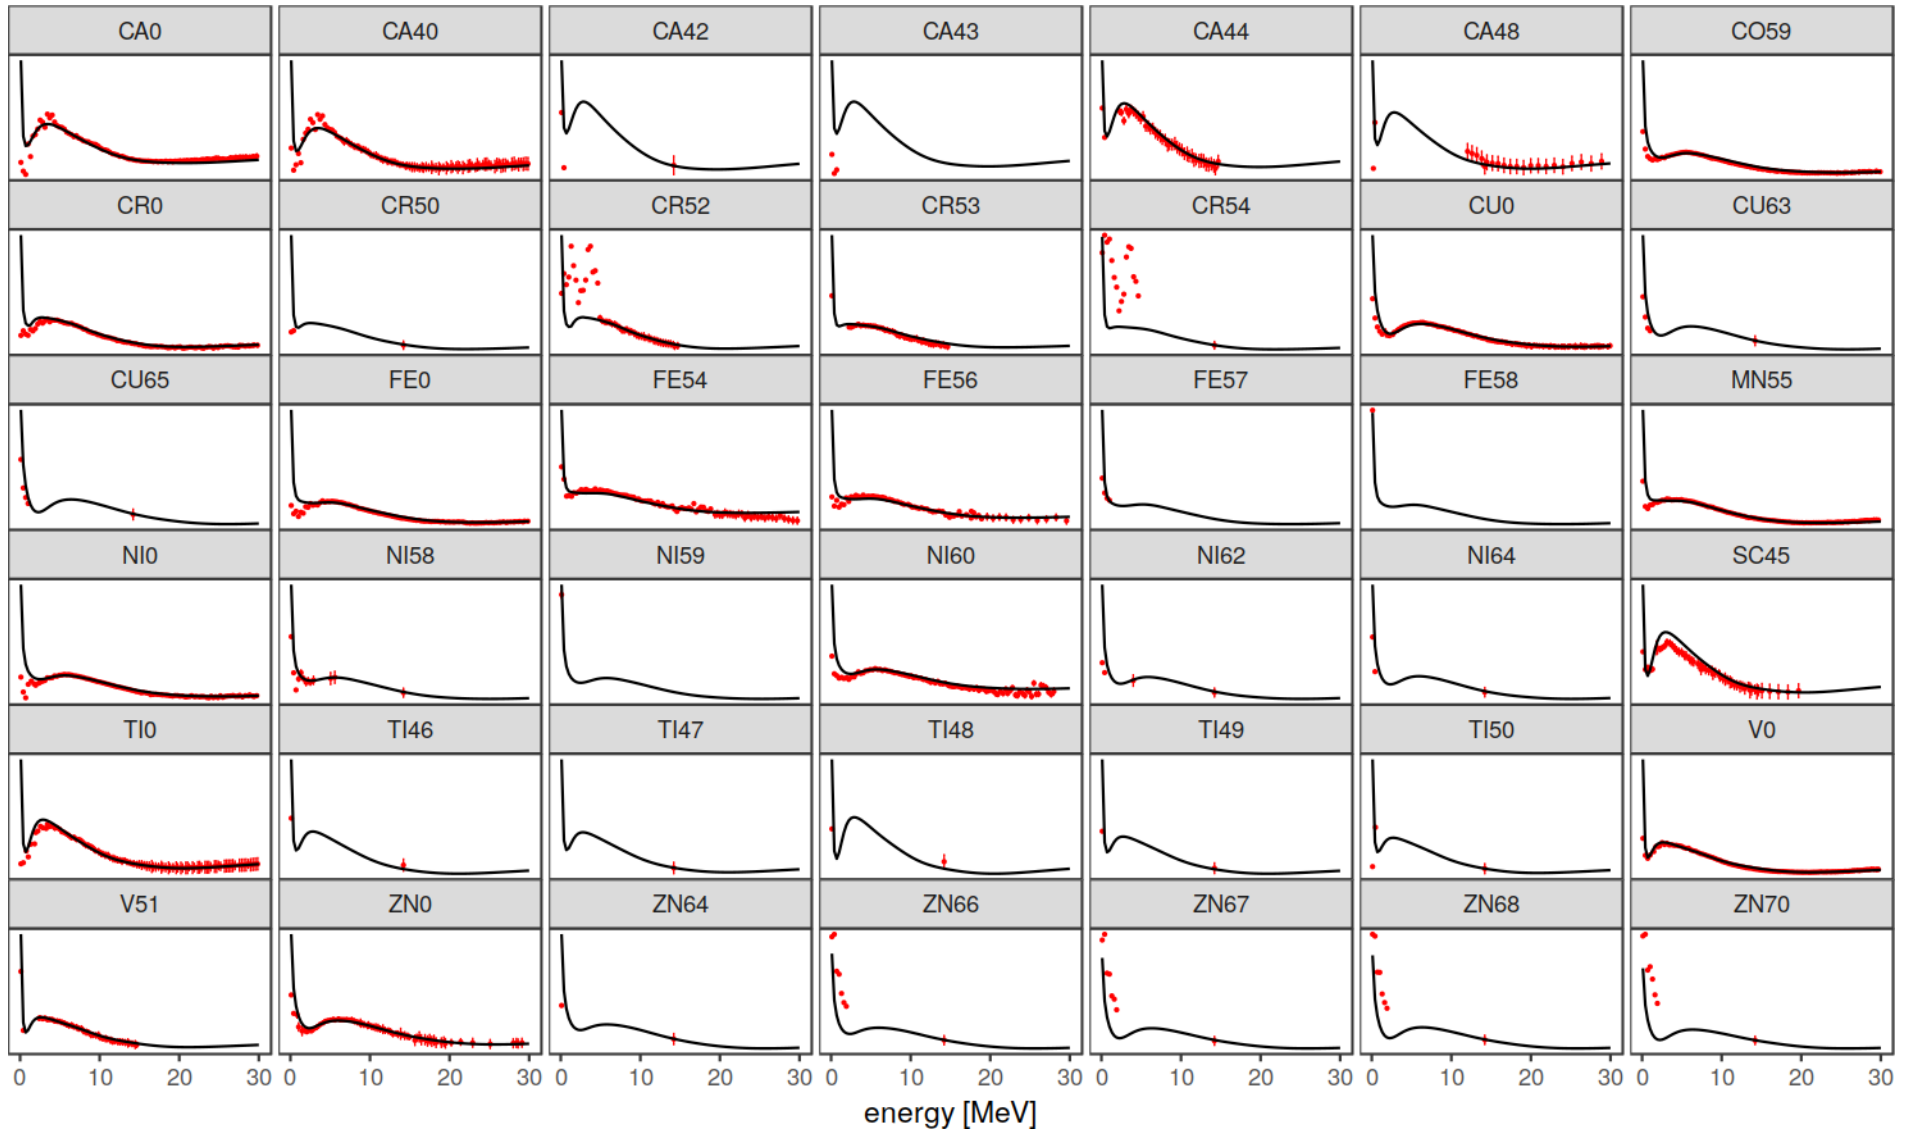 CA0 CA40 CA42 CA43 CA44 CA48 CO59
CR0 CR50 CR52 CR53 CR54 CU0 CU63
CU65 FE0 FE54 FE56 FE57 FE58 MN55
NI0 NI58 NI59 NI60 NI62 NI64 SC45
TI0 TI46 TI47 TI48 TI49 TI50 V0
V51 ZN0 ZN64 ZN66 ZN67 ZN68 ZN70
0 10 20 30 0 10 20 30 0 10 20 30 0 10 20 30 0 10 20 30 0 10 20 30 0 10 20 30
energy [MeV]